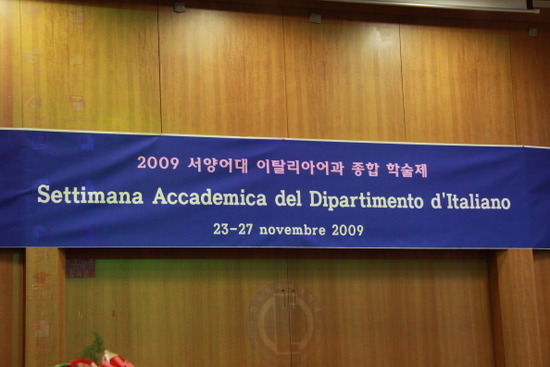 2009 서양어대 이탈리아어과 종합 학술제
Settimana Accademica del Dipartimento d'Italiano
23-27 novembre 2009